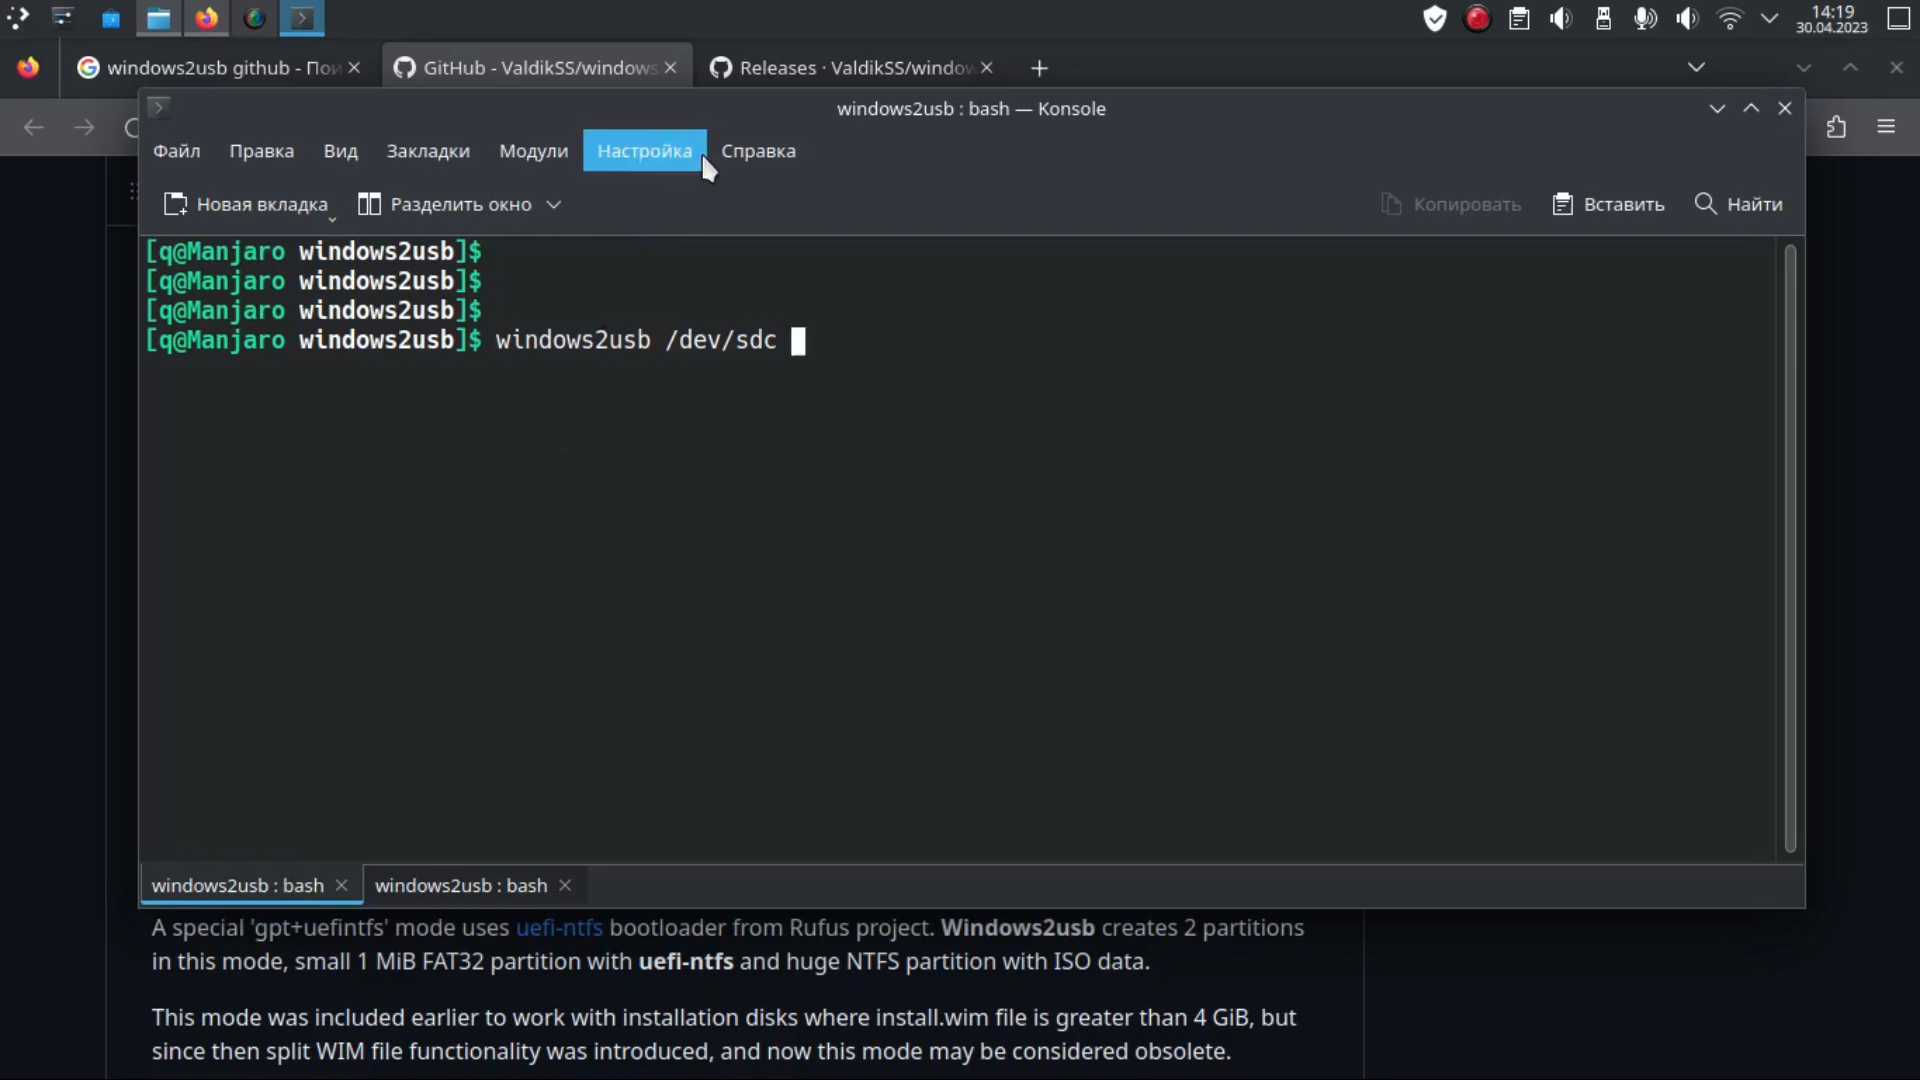 14:19
30.04.2023
windows2usb github - Пои
GitHub - ValdikSS/windows
Releases · ValdikSS/window
windows2usb : bash — Konsole
Файл Правка Вид Закладки Модули Настройка Справка
Новая вкладка Разделить окно Копировать Вставить Найти
[q@Manjaro windows2usb]$
[q@Manjaro windows2usb]$
[q@Manjaro windows2usb]$
[q@Manjaro windows2usb]$ windows2usb /dev/sdc
windows2usb : bash windows2usb : bash
A special 'gpt+uefintfs' mode uses uefi-ntfs bootloader from Rufus project. Windows2usb creates 2 partitions
in this mode, small 1 MiB FAT32 partition with uefi-ntfs and huge NTFS partition with ISO data.
This mode was included earlier to work with installation disks where install.wim file is greater than 4 GiB, but
since then split WIM file functionality was introduced, and now this mode may be considered obsolete.